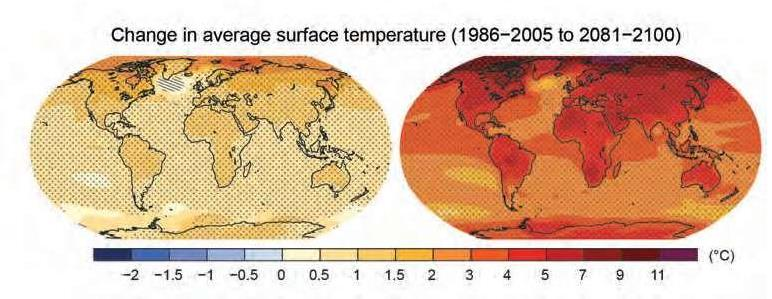 Change in average surface temperature (1986−2005 to 2081−2100)
(°C)
−2 −1.5 −1 −0.5 0 0.5 1 1.5 2 3 4 5 7 9 11